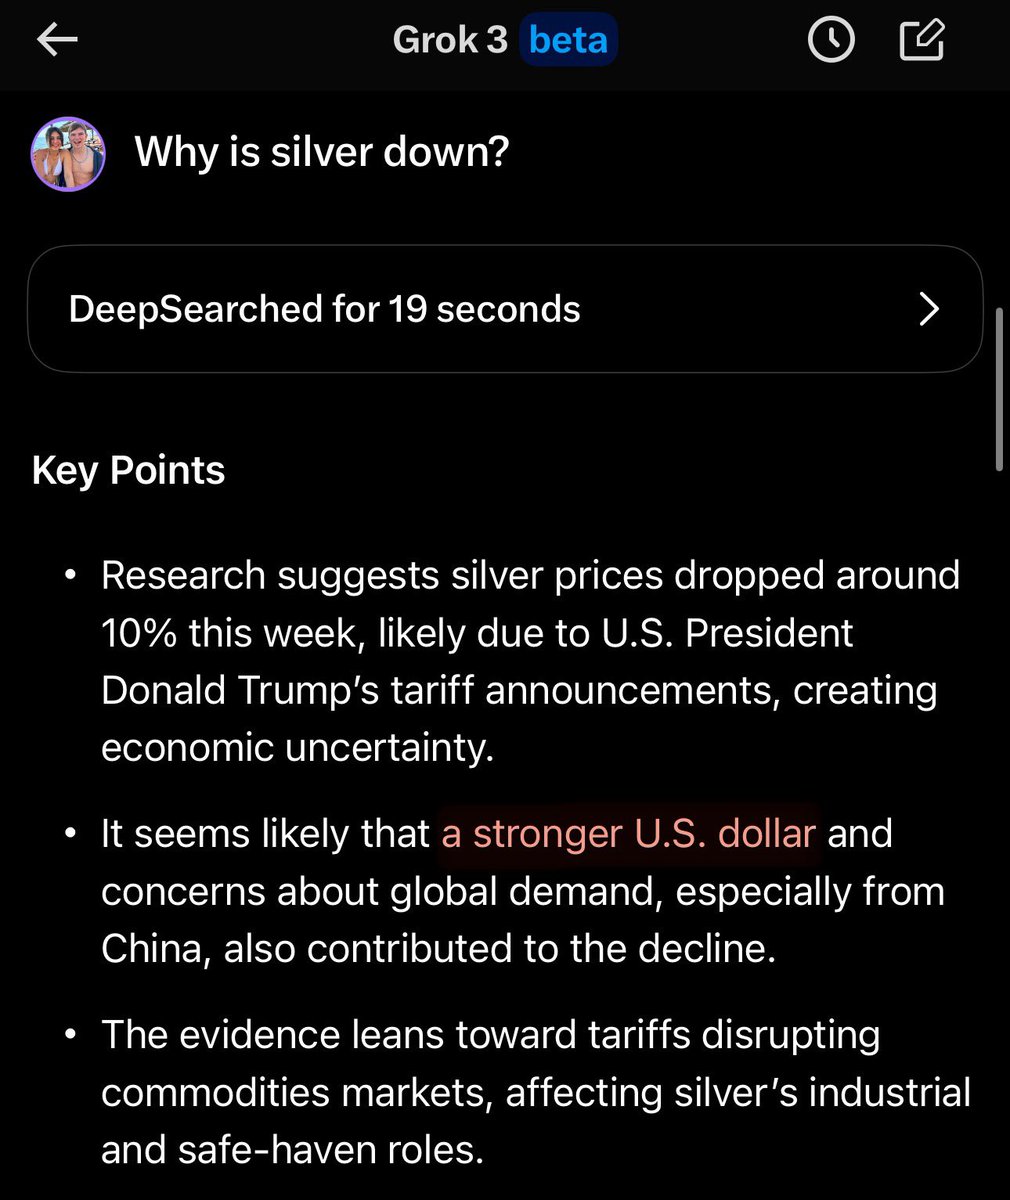 Grok 3 beta
Why is silver down?
DeepSearched for 19 seconds
Key Points
• Research suggests silver prices dropped around
10% this week, likely due to U.S. President
Donald Trump’s tariff announcements, creating
economic uncertainty.
• It seems likely that a stronger U.S. dollar and
concerns about global demand, especially from
China, also contributed to the decline.
• The evidence leans toward tariffs disrupting
commodities markets, affecting silver’s industrial
and safe-haven roles.